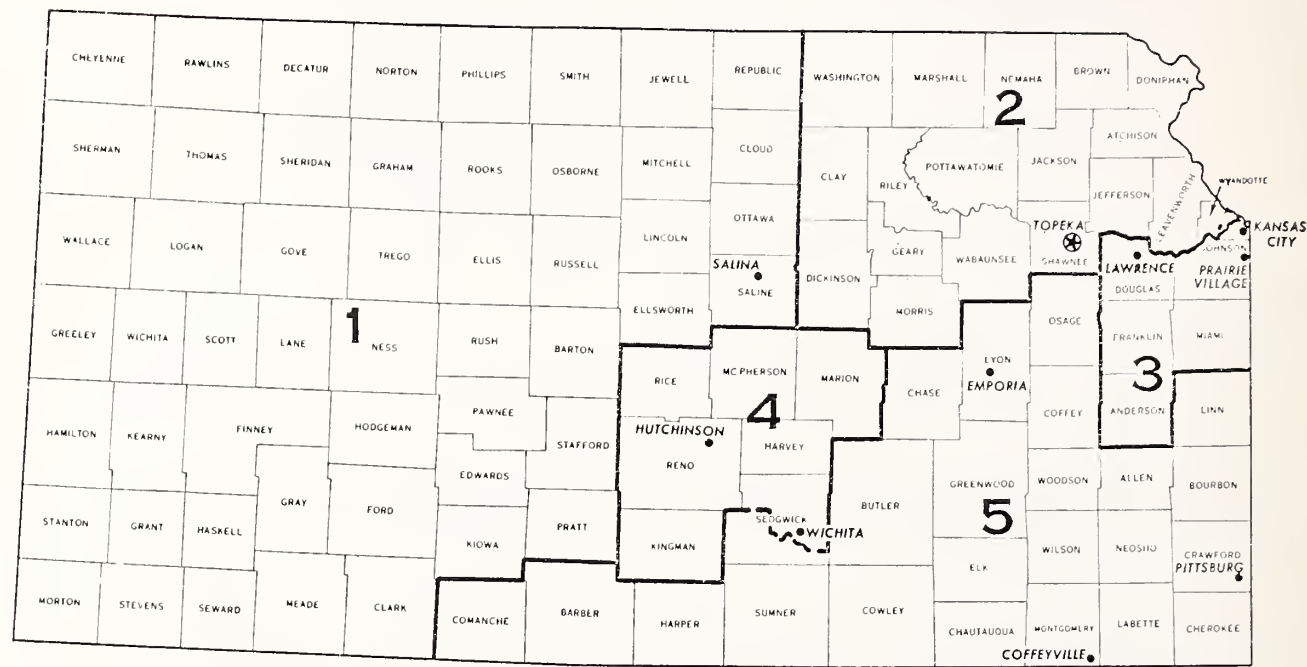 CHEYENNE
RAWLINS
DECATUR
NORTON
PHILLIPS
SMITH
JEWELL
REPUBLIC
WASHINGTON
MARSHALL
NEMAHA
BROWN
DONIPHAN
2
SHERMAN
THOMAS
SHERIDAN
GRAHAM
ROOKS
OSBORNE
MITCHELL
CLOUD
CLAY
RILEY
POTTAWATOMIE
JACKSON
ATCHISON
JEFFERSON
LEAVENWORTH
WYANDOTTE
WALLACE
LOGAN
GOVE
TREGO
ELLIS
RUSSELL
LINCOLN
OTTAWA
SALINA
SALINE
DICKINSON
GEARY
WABAUNSEE
TOPEKA
SHAWNEE
KANSAS
CITY
JOHNSON
PRAIRIE
VILLAGE
LAWRENCE
DOUGLAS
ELLSWORTH
MORRIS
GREELEY
WICHITA
SCOTT
LANE
1
NESS
RUSH
BARTON
RICE
MCPHERSON
MARION
CHASE
LYON
EMPORIA
OSAGE
FRANKLIN
MIAMI
3
HAMILTON
KEARNY
FINNEY
HODGEMAN
PAWNEE
STAFFORD
4
HUTCHINSON
RENO
HARVEY
COFFEY
ANDERSON
LINN
EDWARDS
GRAY
FORD
STANTON
GRANT
HASKELL
KIOWA
PRATT
KINGMAN
SEDGWICK
WICHITA
BUTLER
GREENWOOD
5
WOODSON
ALLEN
BOURBON
ELK
WILSON
NEOSHO
CRAWFORD
PITTSBURG
MORTON
STEVENS
SEWARD
MEADE
CLARK
COMANCHE
BARBER
HARPER
SUMNER
COWLEY
CHAUTAUQUA
MONTGOMERY
LABETTE
CHEROKEE
COFFEYVILLE